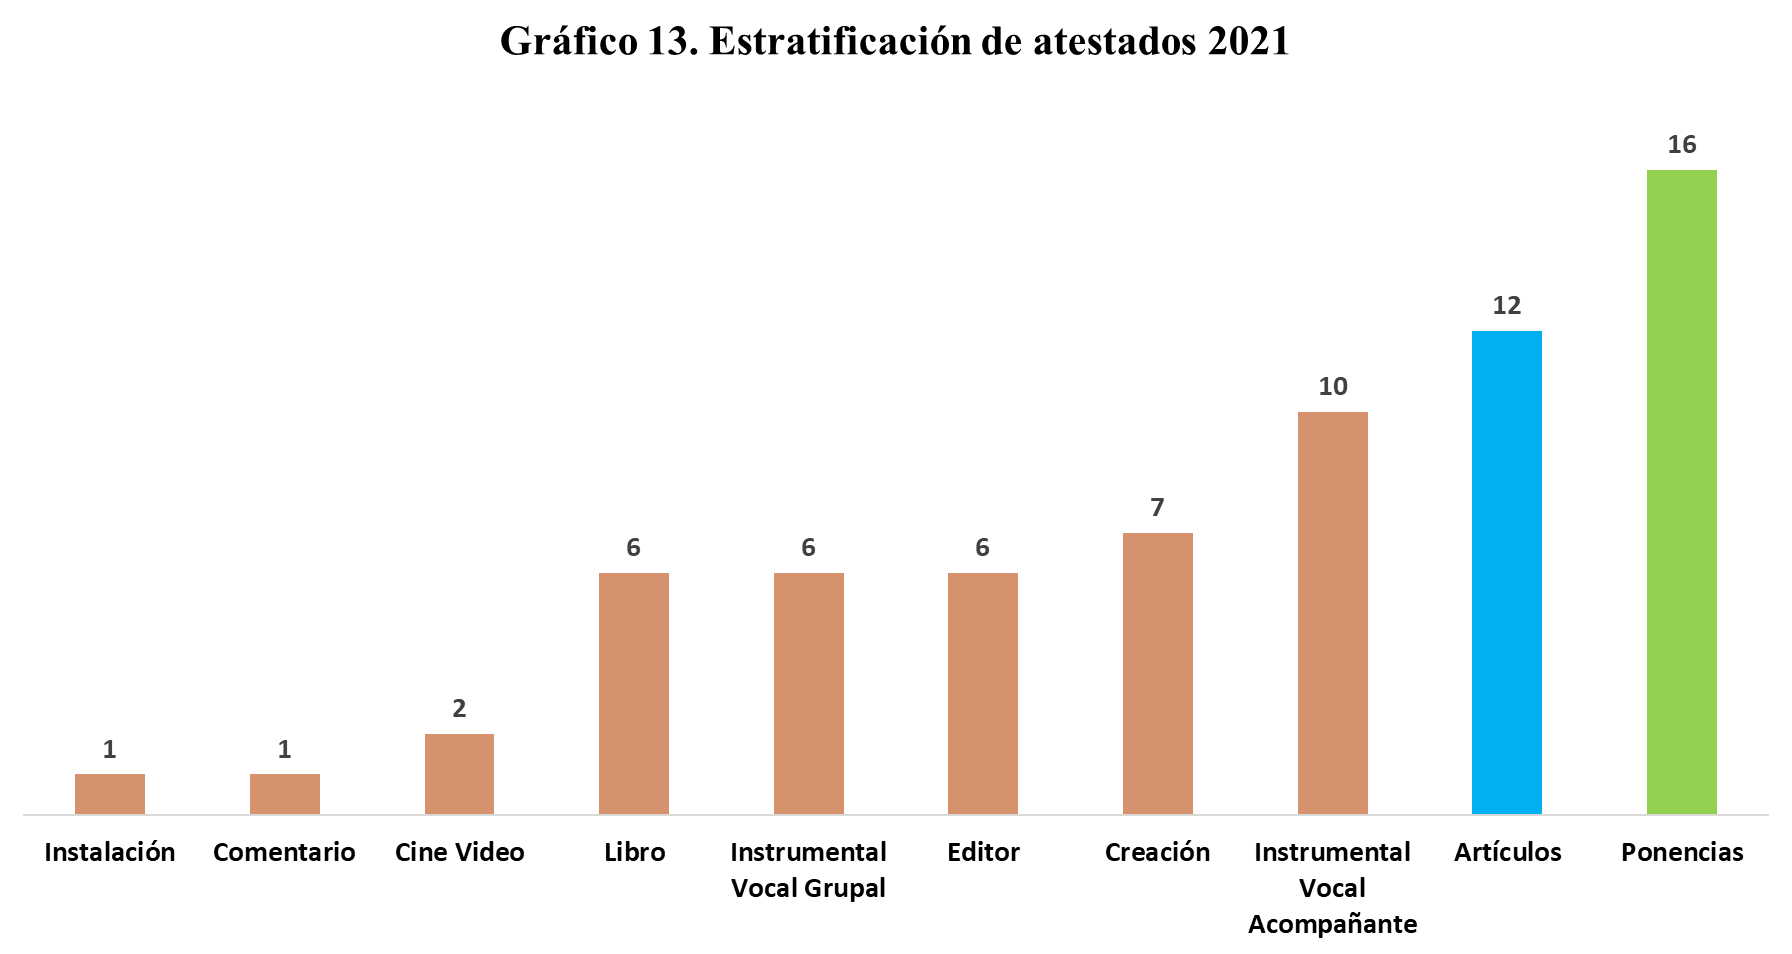 Gráfico 13. Estratificación de atestados 2021
16
12
10
7
6
6
6
2
1
1
Instalación
Comentario
Cine Video
Libro
Instrumental
Vocal Grupal
Editor
Creación
Instrumental
Vocal
Acompañante
Artículos
Ponencias